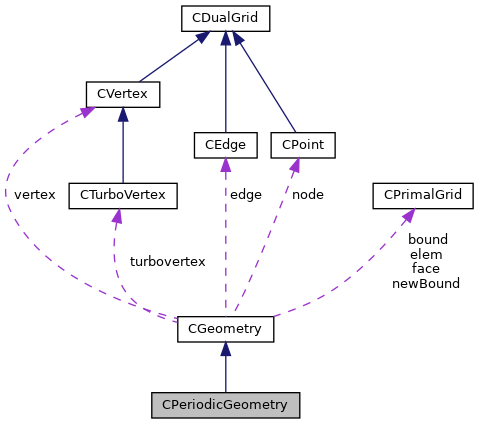 CDualGrid
CVertex
CEdge
CPoint
CTurboVertex
CPrimalGrid
vertex
edge
node
turbovertex
bound
elem
face
newBound
CGeometry
CPeriodicGeometry